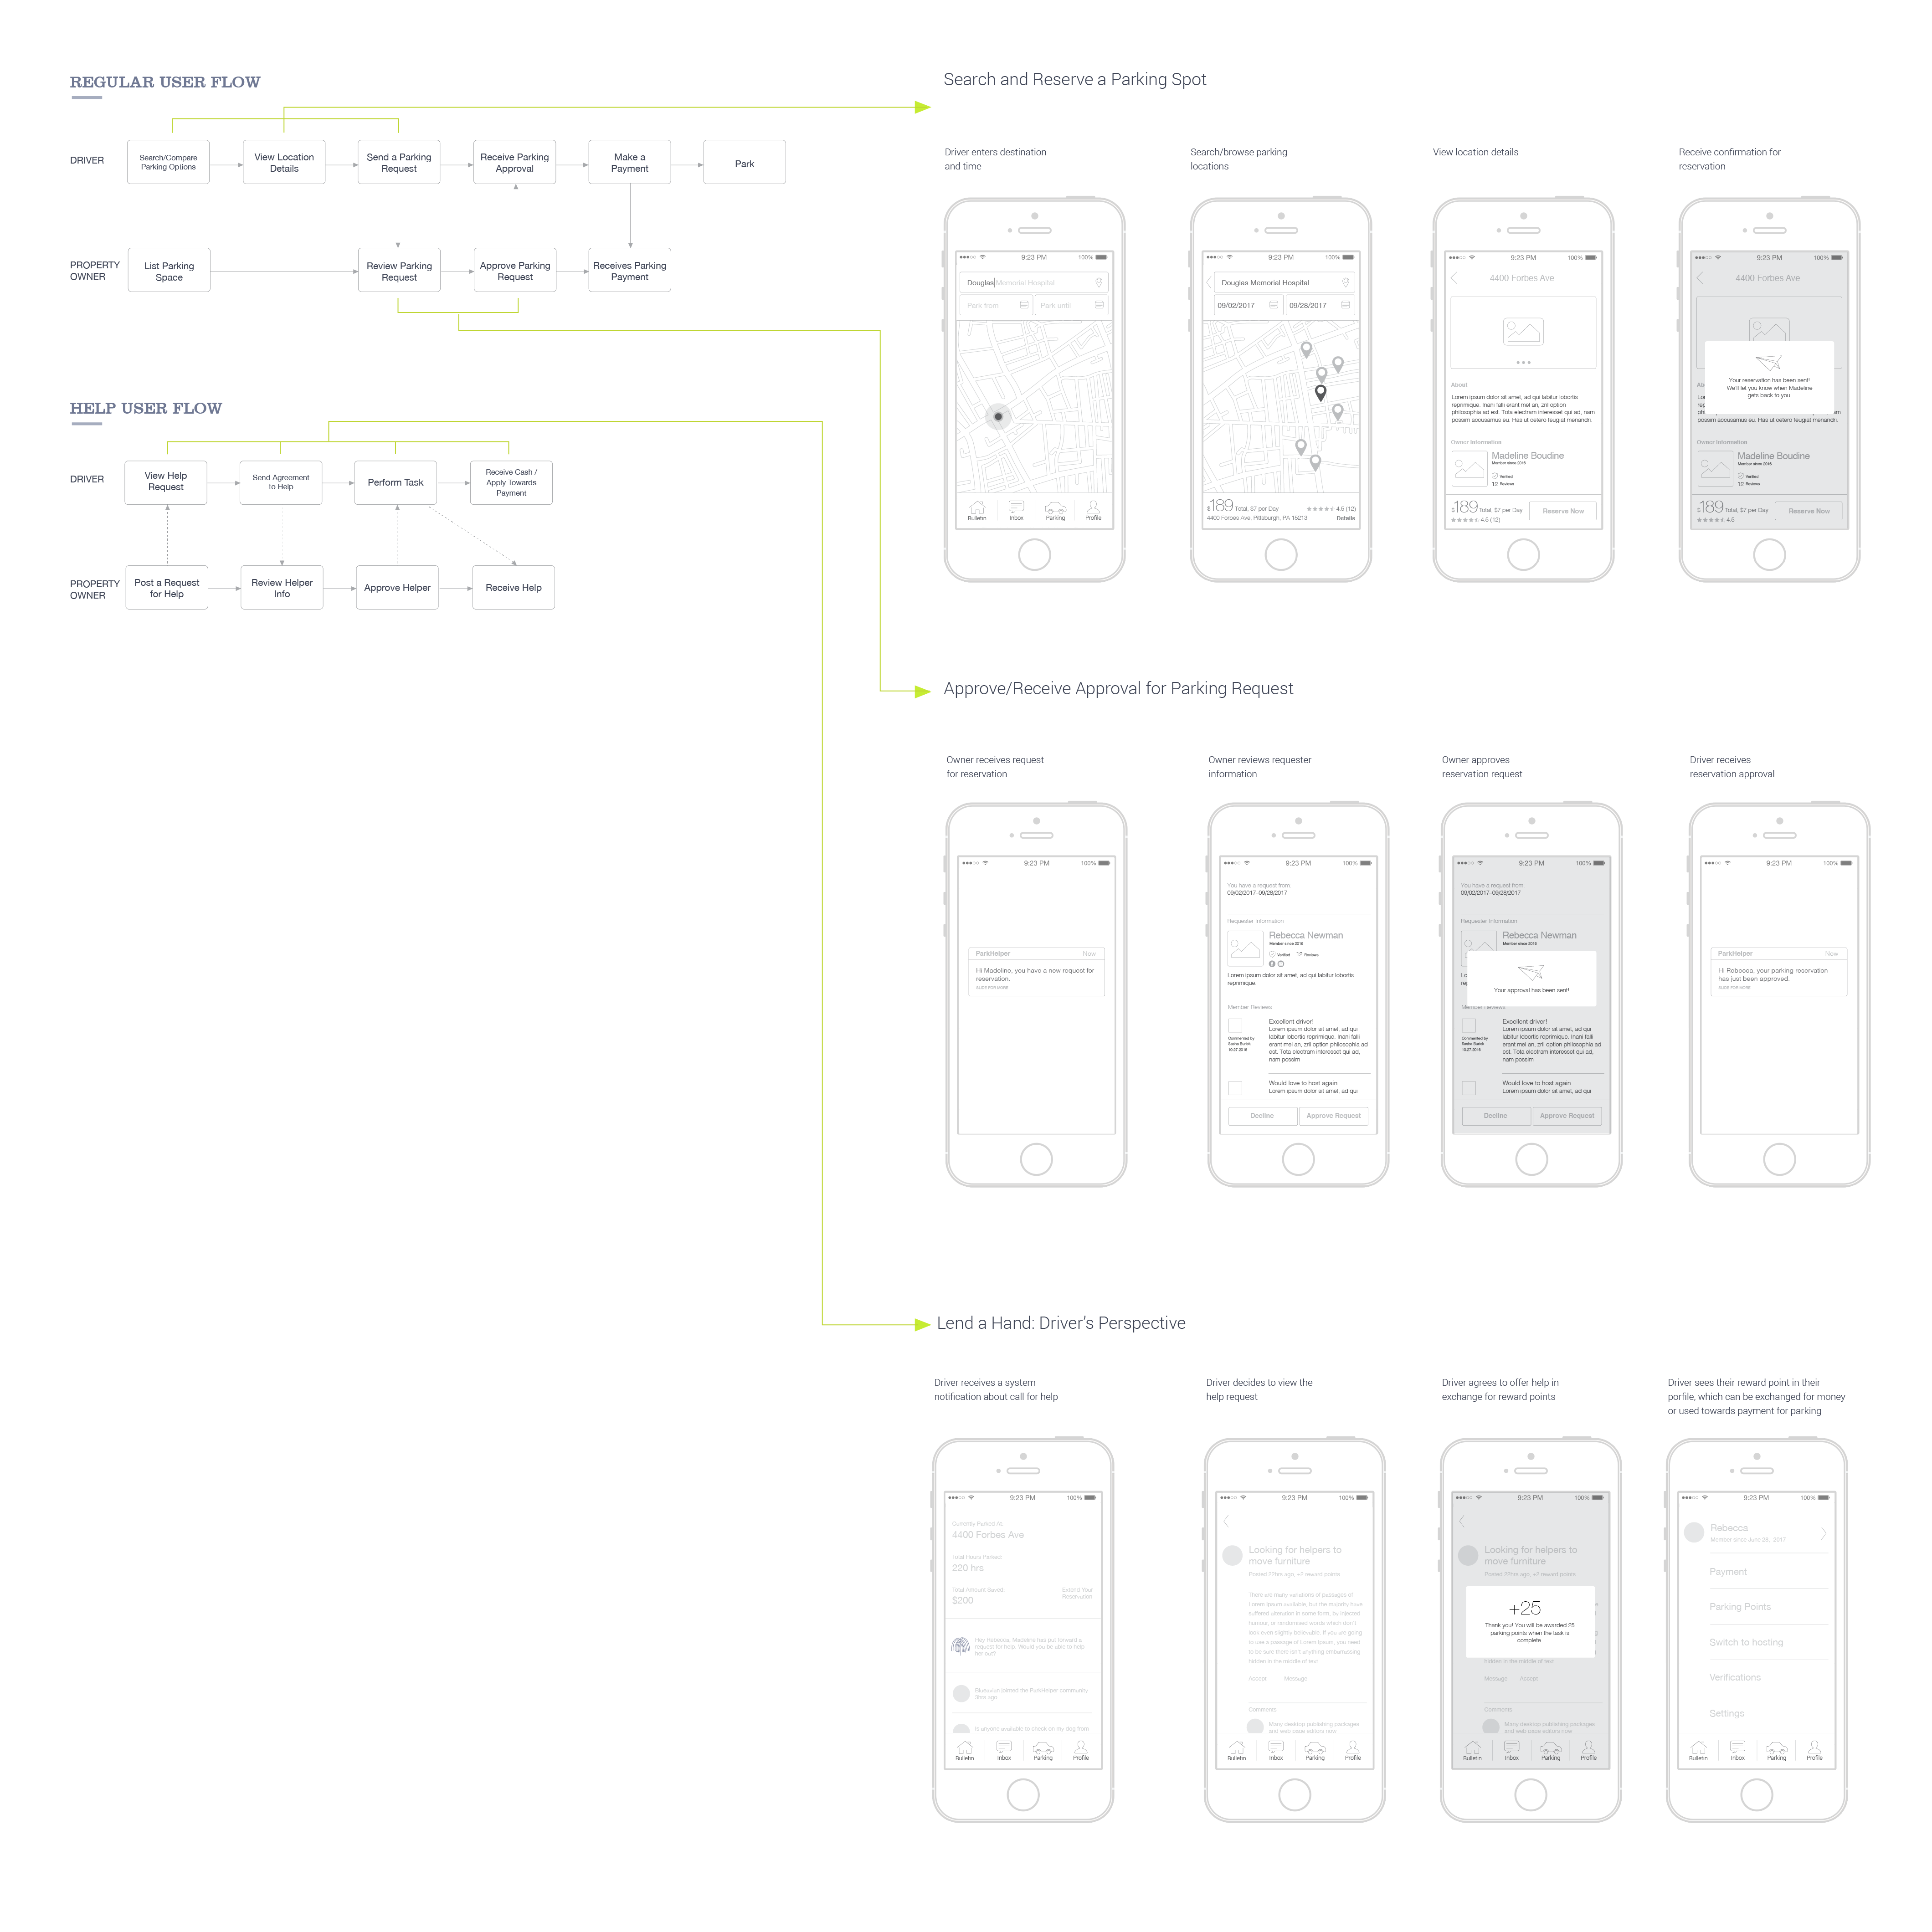 REGULAR USER FLOW
DRIVER
Search/Compare
Parking Options
View Location
Details
Send a Parking
Request
Receive Parking
Approval
Make a
Payment
Park
PROPERTY
OWNER
List Parking
Space
Review Parking
Request
Approve Parking
Request
Receives Parking
Payment
HELP USER FLOW
DRIVER
View Help
Request
Send Agreement
to Help
Perform Task
Receive Cash /
Apply Towards
Payment
PROPERTY
OWNER
Post a Request
for Help
Review Helper
Info
Approve Helper
Receive Help
Search and Reserve a Parking Spot
Driver enters destination
and time
9:23 PM
100%
Douglas Memorial Hospital
Park from
Park until
Bulletin
Inbox
Parking
Profile
Search/browse parking
locations
9:23 PM
100%
Douglas Memorial Hospital
09/02/2017
09/28/2017
$189 Total, $7 per Day
4.5 (12)
4400 Forbes Ave, Pittsburgh, PA 15213
Details
View location details
9:23 PM
100%
4400 Forbes Ave
About
Lorem ipsum dolor sit amet, ad qui labitur lobortis
reprimique. Inani falli erant mel an, zril option
philosophia ad est. Tota electram interesset qui ad, nam
possim accusamus eu. Has ut cetero feugiat menandri.
Owner Information
Madeline Boudine
Member since 2016
Verified
12 Reviews
$189 Total, $7 per Day
4.5 (12)
Reserve Now
Receive confirmation for
reservation
9:23 PM
100%
4400 Forbes Ave
Your reservation has been sent!
We'll let you know when Madeline
gets back to you.
possim accusamus eu. Has ut cetero feugiat menandri.
Owner Information
Madeline Boudine
Member since 2016
Verified
12 Reviews
$189 Total, $7 per Day
4.5
Reserve Now
Approve/Receive Approval for Parking Request
Owner receives request
for reservation
9:23 PM
100%
ParkHelper
Now
Hi Madeline, you have a new request for
reservation.
SLIDE FOR MORE
Owner reviews requester
information
9:23 PM
100%
You have a request from:
09/02/2017–09/28/2017
Requester Information
Rebecca Newman
Member since 2016
Verified
12 Reviews
Lorem ipsum dolor sit amet, ad qui labitur lobortis
reprimique.
Member Reviews
Commented by
Sasha Burick
10.27.2016
Excellent driver!
Lorem ipsum dolor sit amet, ad qui
labitur lobortis reprimique. Inani falli
erant mel an, zril option philosophia ad
est. Tota electram interesset qui ad,
nam possim
Would love to host again
Lorem ipsum dolor sit amet, ad qui
Decline
Approve Request
Owner approves
reservation request
9:23 PM
100%
You have a request from:
09/02/2017–09/28/2017
Requester Information
Rebecca Newman
Member since 2016
Your approval has been sent!
Member Reviews
Commented by
Sasha Burick
10.27.2016
Excellent driver!
Lorem ipsum dolor sit amet, ad qui
labitur lobortis reprimique. Inani falli
erant mel an, zril option philosophia ad
est. Tota electram interesset qui ad,
nam possim
Would love to host again
Lorem ipsum dolor sit amet, ad qui
Decline
Approve Request
Driver receives
reservation approval
9:23 PM
100%
ParkHelper
Now
Hi Rebecca, your parking reservation
has just been approved.
SLIDE FOR MORE
Lend a Hand: Driver’s Perspective
Driver receives a system
notification about call for help
9:23 PM
100%
Currently Parked At:
4400 Forbes Ave
Total Hours Parked:
220 hrs
Total Amount Saved:
$200
Extend Your
Reservation
Hey Rebecca, Madeline has put forward a
request for help. Would you be able to help
her out?
joined the ParkHelper community
3hrs ago.
Is anyone available to check on my dog from
Bulletin
Inbox
Parking
Profile
Driver decides to view the
help request
9:23 PM
100%
Looking for helpers to
move furniture
Posted 22hrs ago, +2 reward points
There are many variations of passages of
Lorem Ipsum available, but the majority have
suffered alteration in some form, by injected
humour, or randomised words which don't
look even slightly believable. If you are going
to use a passage of Lorem Ipsum, you need
to be sure there isn't anything embarrassing
hidden in the middle of text.
Accept
Message
Comments
Many desktop publishing packages
and web page editors now
Bulletin
Inbox
Parking
Profile
Driver agrees to offer help in
exchange for reward points
9:23 PM
100%
Looking for helpers to
move furniture
Posted 22hrs ago, +2 reward points
+25
Thank you! You will be awarded 25
parking points when the task is
complete.
hidden in the middle of text.
Message
Accept
Comments
Many desktop publishing packages
and web page editors now
Bulletin
Inbox
Parking
Profile
Driver sees their reward point in their
porfile, which can be exchanged for money
or used towards payment for parking
9:23 PM
100%
Rebecca
Member since June 26, 2017
Payment
Parking Points
Switch to hosting
Verifications
Settings
Bulletin
Inbox
Parking
Profile